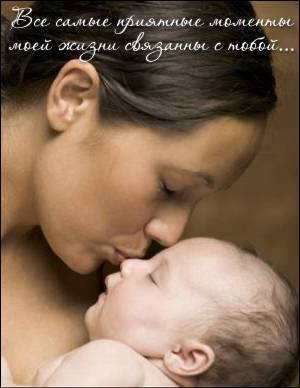 Все самые приятные моменты
моей жизни связанны с тобой...